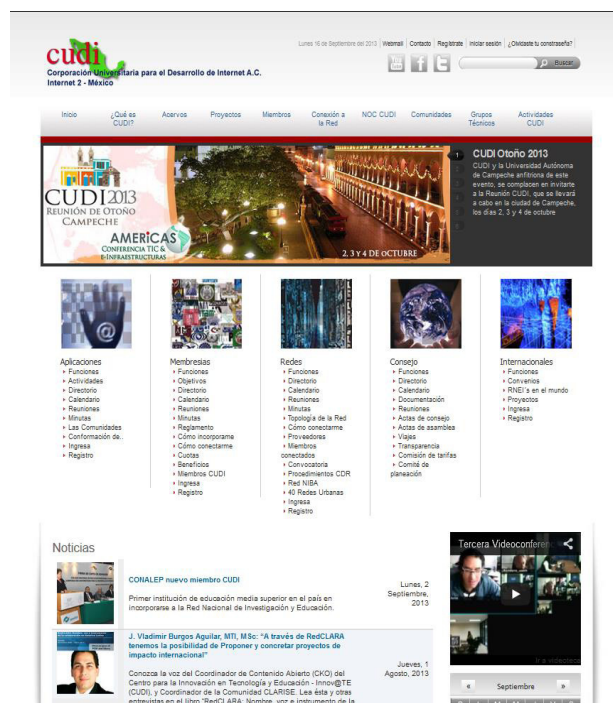 Lunes 16 de Septiembre del 2013 | Webmail | Contacto | Regístrate | Iniciar sesión | ¿Olvidaste tu constraseña?
cudi
Corporación Universitaria para el Desarrollo de Internet A.C.
Internet 2 - México
Buscar
Inicio
¿Qué es CUDI?
Acervos
Proyectos
Miembros
Conexión a la Red
NOC CUDI
Comunidades
Grupos Técnicos
Actividades CUDI
CUDI 2013
REUNIÓN DE OTOÑO
CAMPECHE
AMERICAS
CONFERENCIA TIC &
E-INFRAESTRUCTURAS
2, 3 Y 4 DE OCTUBRE
1
CUDI Otoño 2013
CUDI y la Universidad Autónoma
de Campeche anfitriona de este
evento, se complacen en invitarte
a la Reunión CUDI, que se llevará
a cabo en la ciudad de Campeche,
los días 2, 3 y 4 de octubre
Aplicaciones
Funciones
Actividades
Directorio
Calendario
Reuniones
Minutas
Las Comunidades
Conformación de..
Ingresa
Registro
Membresias
Funciones
Objetivos
Directorio
Calendario
Reuniones
Minutas
Reglamento
Cómo incorporame
Cómo conectarme
Cuotas
Beneficios
Miembros CUDI
Ingresa
Registro
Redes
Funciones
Directorio
Calendario
Reuniones
Minutas
Topología de la Red
Cómo conectarme
Proveedores
Miembros
conectados
Convocatoria
Procedimientos CDR
Red NIBA
40 Redes Urbanas
Ingresa
Registro
Consejo
Funciones
Directorio
Calendario
Documentación
Reuniones
Actas de consejo
Actas de asamblea
Viajes
Transparencia
Comisión de tarifas
Comité de
planeación
Internacionales
Funciones
Convenios
RNEI´s en el mundo
Proyectos
Ingresa
Registro
Noticias
CONALEP nuevo miembro CUDI
Primer institución de educación media superior en el país en
incorporarse a la Red Nacional de Investigación y Educación.
Lunes, 2
Septiembre,
2013
J. Vladimir Burgos Aguilar, MTI, MSc: “A través de RedCLARA
tenemos la posibilidad de Proponer y concretar proyectos de
impacto internacional”
Conozca la voz del Coordinador de Contenido Abierto (CKO) del
Centro para la Innovación en Tecnología y Educación - Innov@TE
(CUDI), y Coordinador de la Comunidad CLARISE. Lea ésta y otras
entrevistas en el libro “RedCLARA: Nombre, voz e instrumento de la
Jueves, 1
Agosto, 2013
Tercera Videoconferen
« Septiembre »